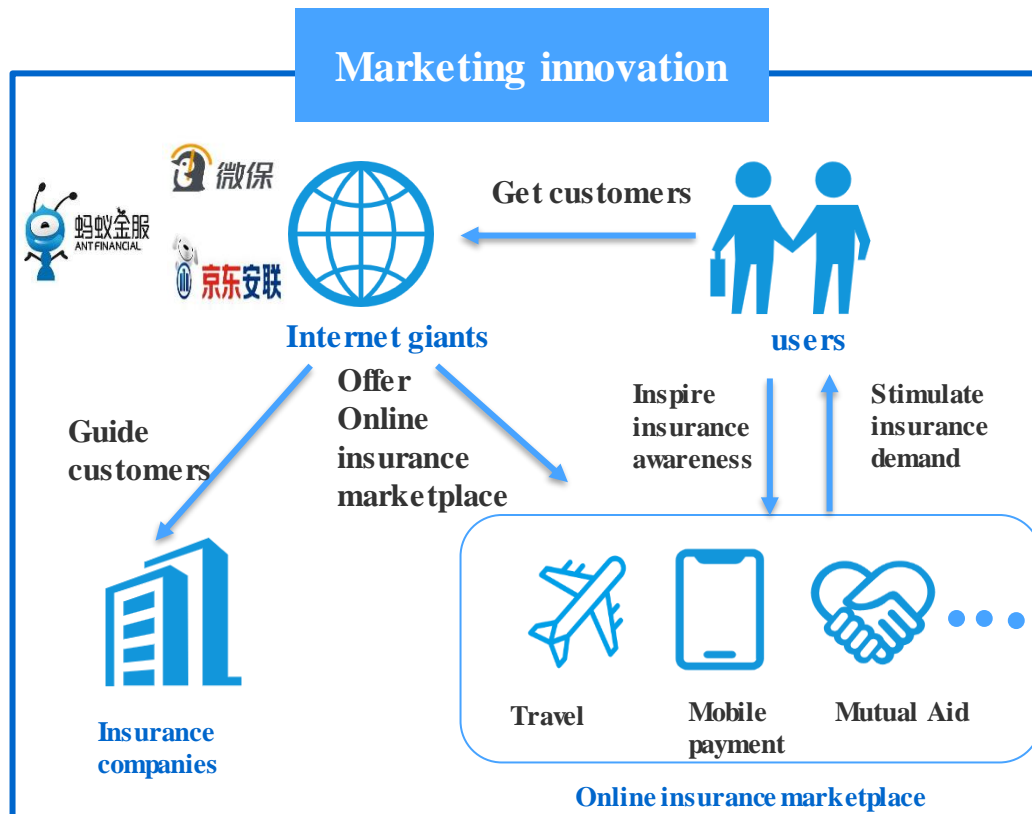 Marketing innovation
微保
蚂蚁金服
ANT FINANCIAL
京东安联
Get customers
Internet giants
users
Guide
customers
Offer
Online
insurance
marketplace
Inspire
insurance
awareness
Stimulate
insurance
demand
Insurance
companies
Travel
Mobile
payment
Mutual Aid
Online insurance marketplace